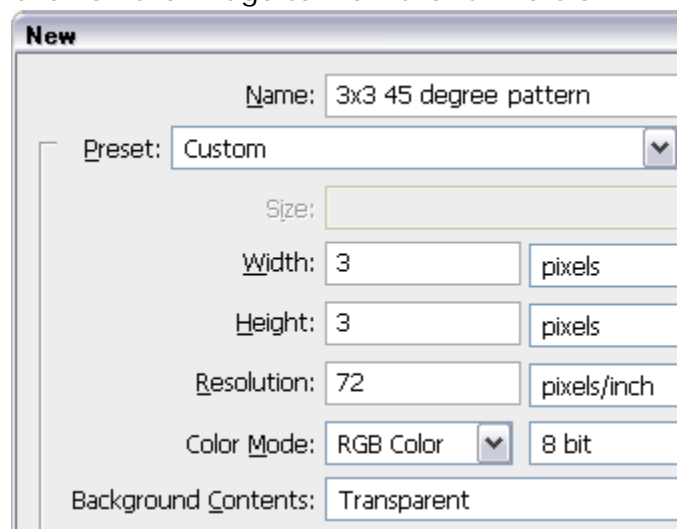 New
Name: 3x3 45 degree pattern
Preset: Custom
Size:
Width: 3 pixels
Height: 3 pixels
Resolution: 72 pixels/inch
Color Mode: RGB Color 8 bit
Background Contents: Transparent